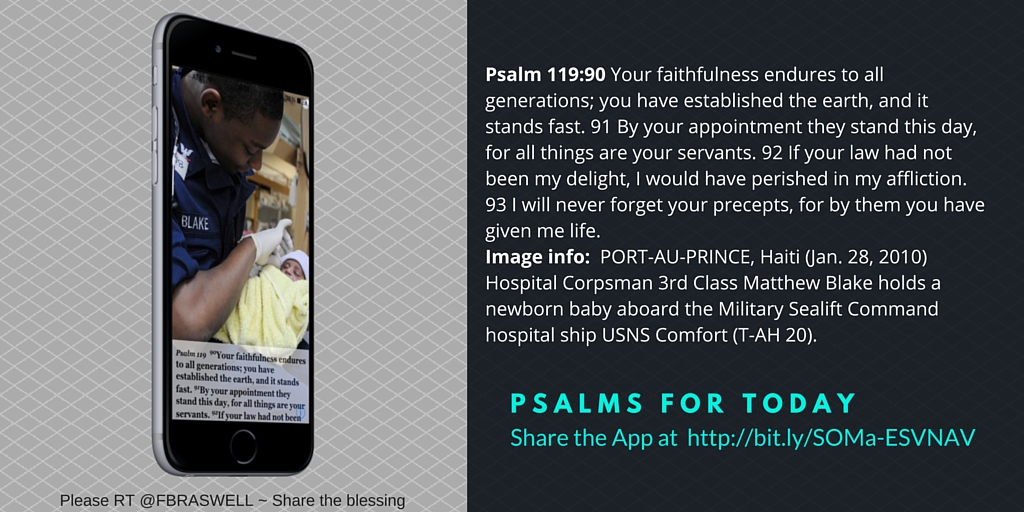 BLAKE
Psalm 119 90Your faithfulness endures
to all generations; you have
established the earth, and it stands
fast. 91By your appointment they
stand this day, for all things are your
servants. 92If your law had not been
Please RT @FBRASWELL ~ Share the blessing
Psalm 119:90 Your faithfulness endures to all
generations; you have established the earth, and it
stands fast. 91 By your appointment they stand this day,
for all things are your servants. 92 If your law had not
been my delight, I would have perished in my affliction.
93 I will never forget your precepts, for by them you have
given me life.
Image info:  PORT-AU-PRINCE, Haiti (Jan. 28, 2010)
Hospital Corpsman 3rd Class Matthew Blake holds a
newborn baby aboard the Military Sealift Command
hospital ship USNS Comfort (T-AH 20).
PSALMS FOR TODAY
Share the App at  http://bit.ly/SOMa-ESVNAV